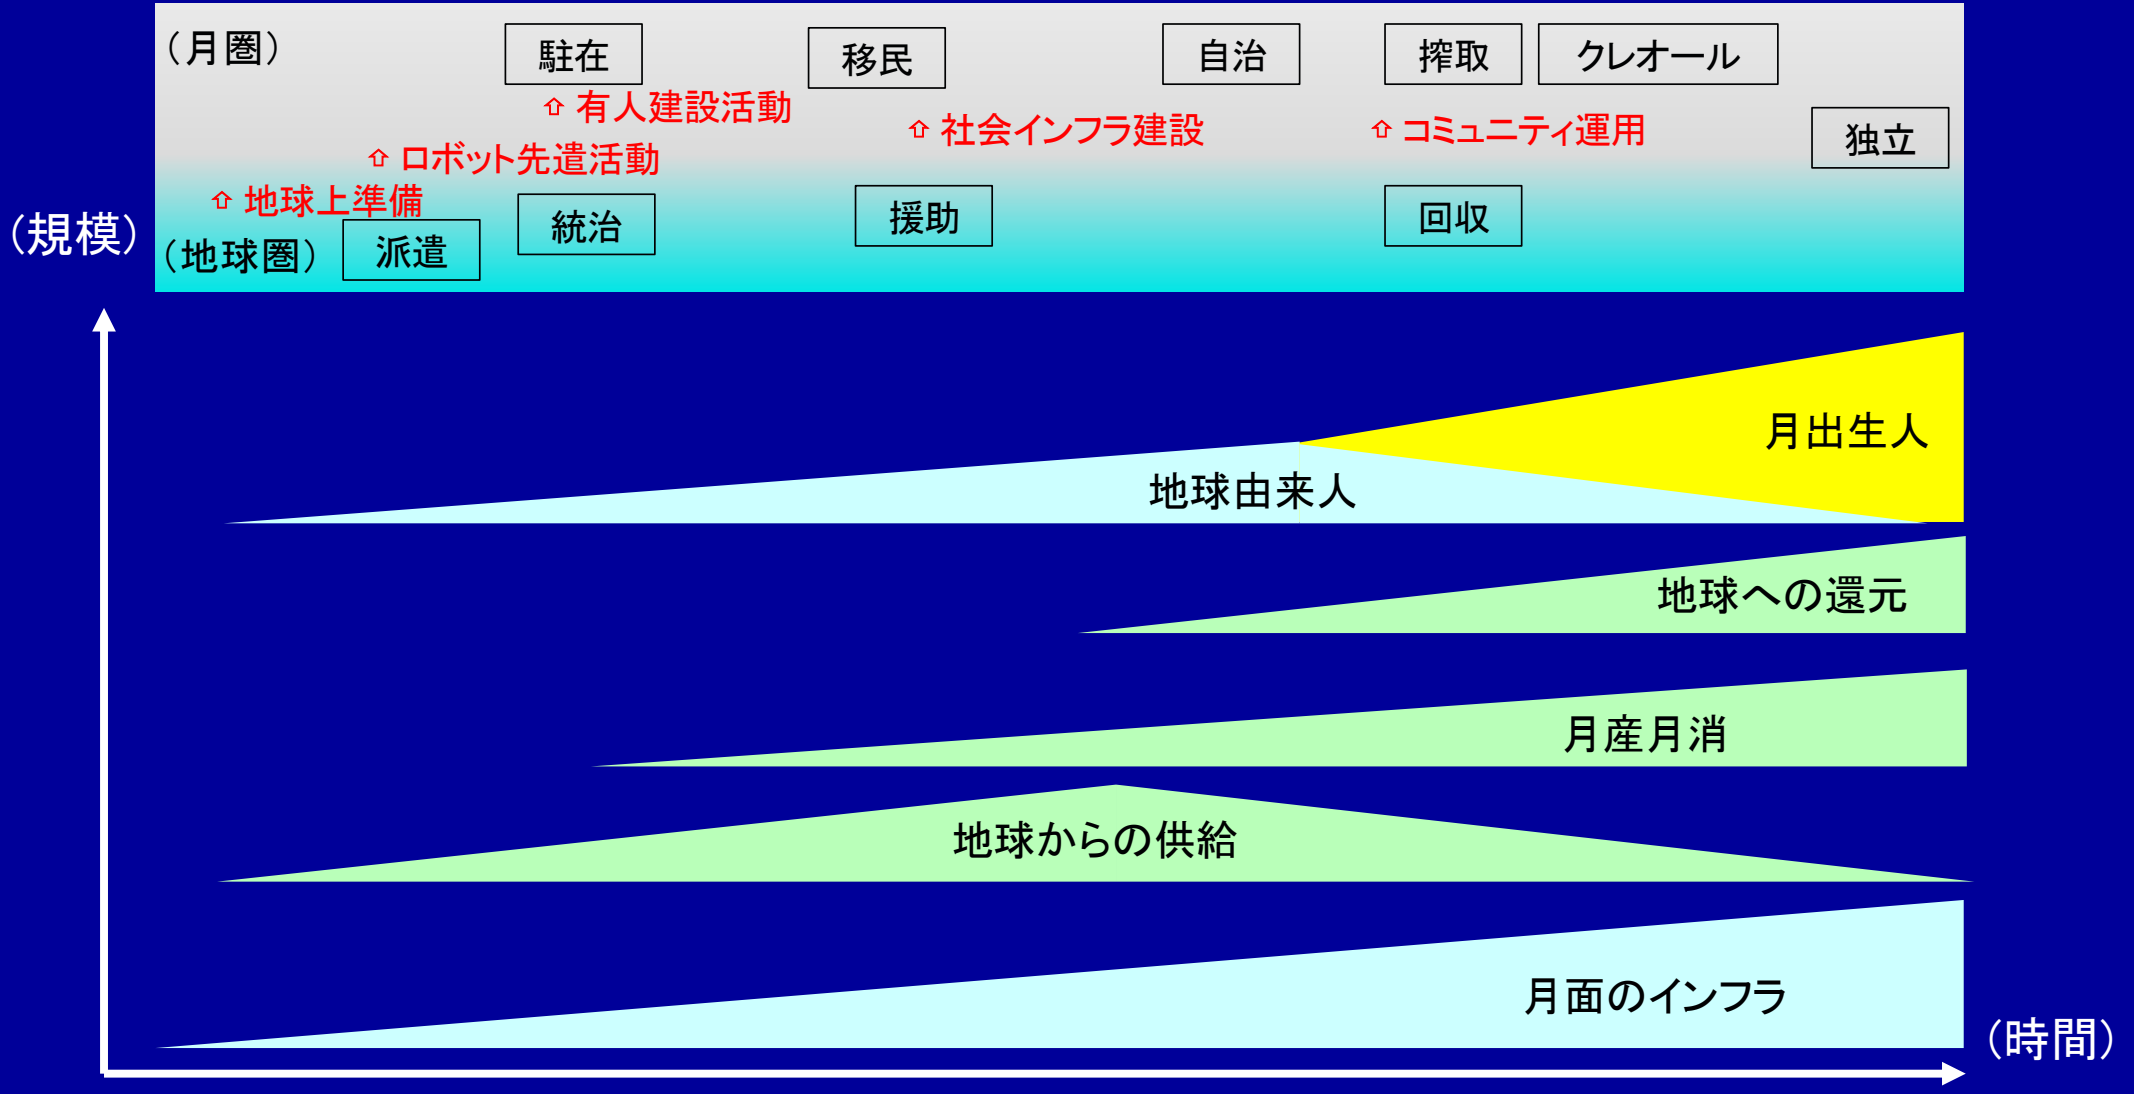 （月圏）
駐在
移民
自治
搾取
クレオール
⇧ 有人建設活動
⇧ 社会インフラ建設
⇧ コミュニティ運用
独立
⇧ ロボット先遣活動
⇧ 地球上準備
統治
援助
回収
（規模）
（地球圏）
派遣
月出生人
地球由来人
地球への還元
月産月消
地球からの供給
月面のインフラ
（時間）